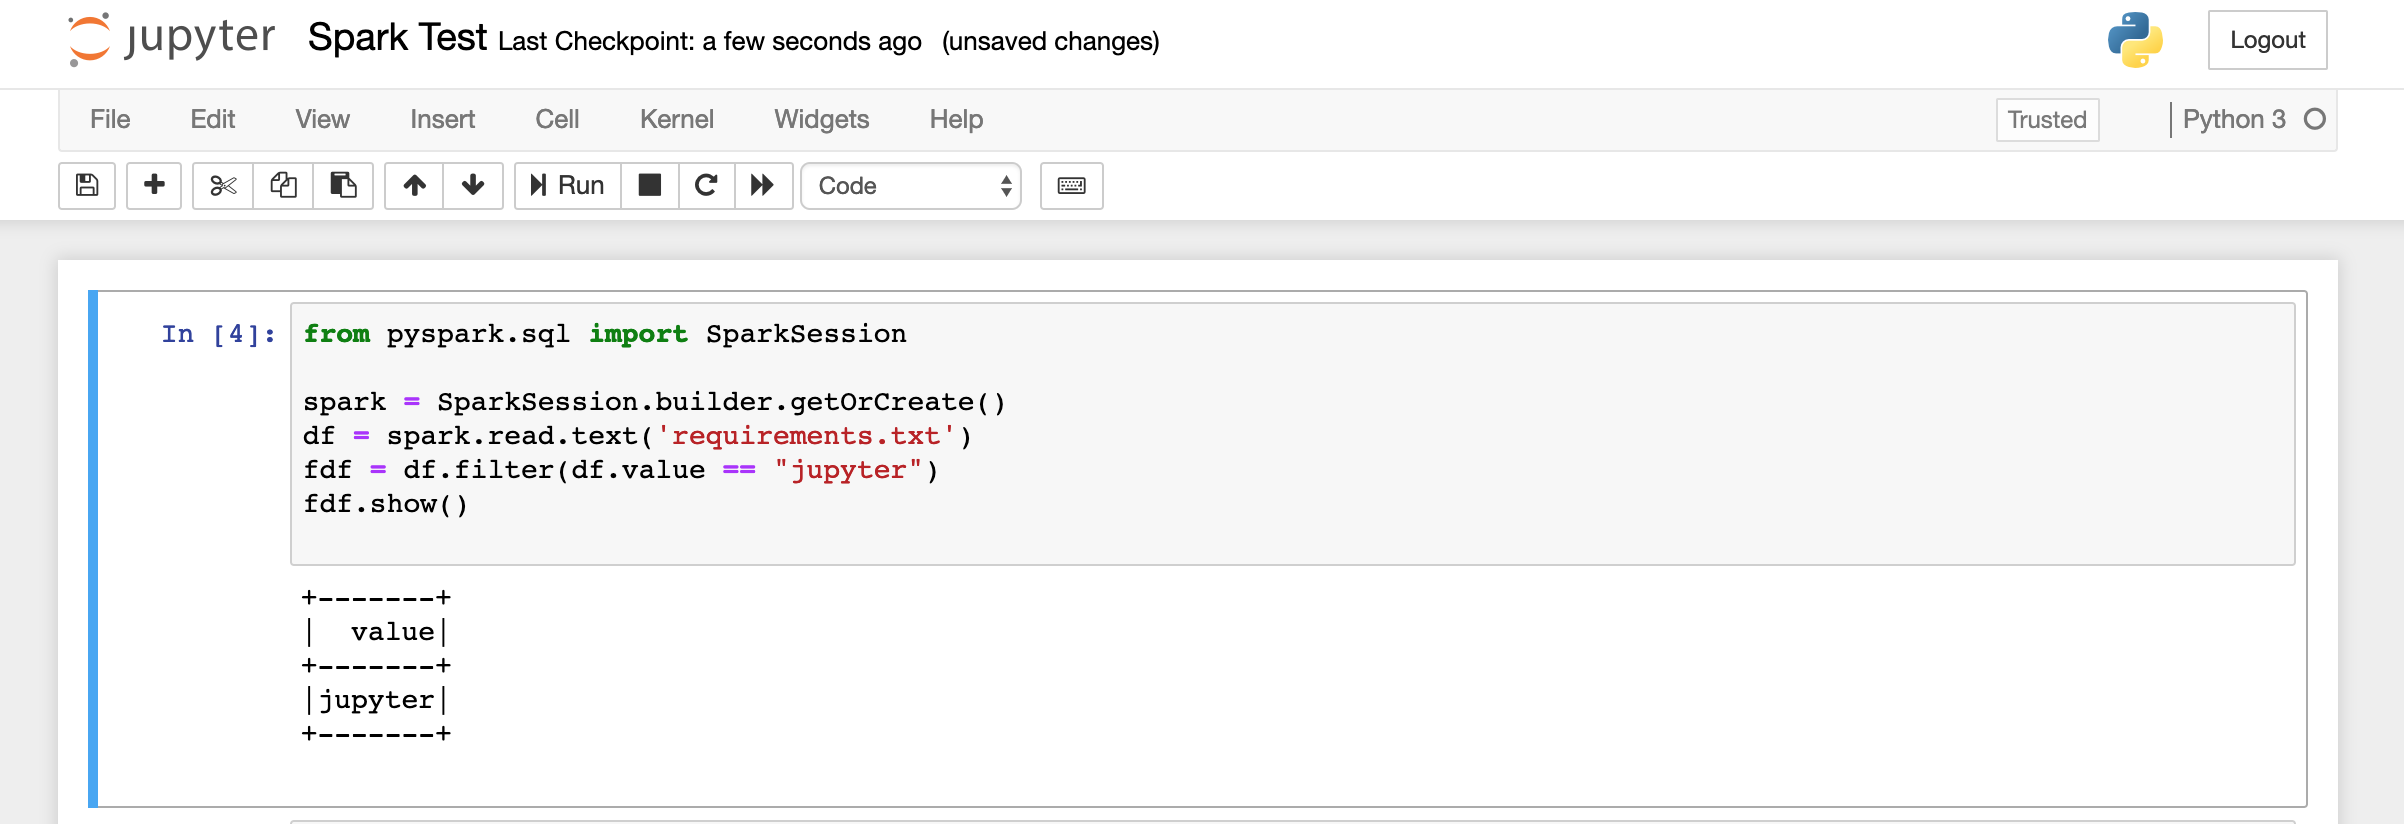 jupyter Spark Test Last Checkpoint: a few seconds ago (unsaved changes) Logout
File Edit View Insert Cell Kernel Widgets Help Trusted Python 3
Run Code
In [4]: from pyspark.sql import SparkSession
spark = SparkSession.builder.getOrCreate()
df = spark.read.text('requirements.txt')
fdf = df.filter(df.value == "jupyter")
fdf.show()
+-------+
|  value|
+-------+
|jupyter|
+-------+